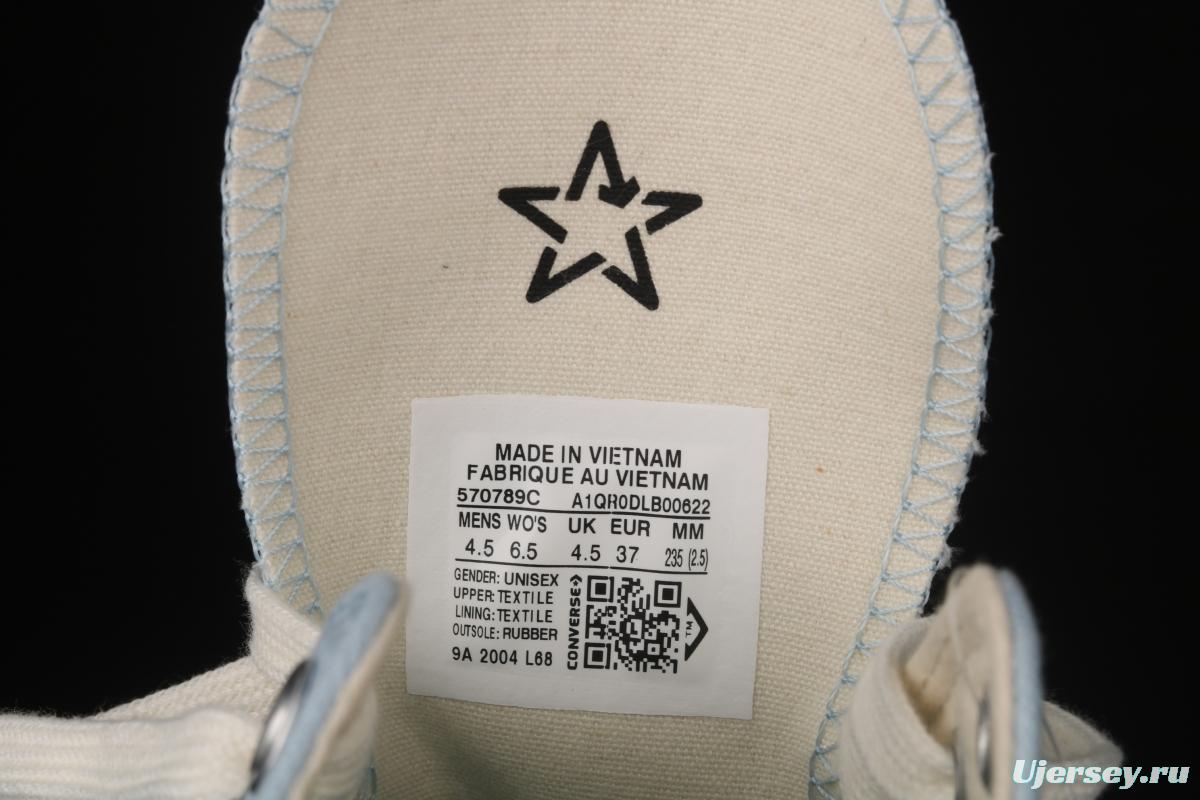 MADE IN VIETNAM
FABRIQUE AU VIETNAM
570789C A1QR0DLB00622
MENS WO'S UK EUR MM
4.5 6.5 4.5 37 235 (2.5)
GENDER: UNISEX
UPPER: TEXTILE
LINING: TEXTILE
OUTSOLE: RUBBER
9A 2004 L68
CONVERSE
TM
Ujersey.ru